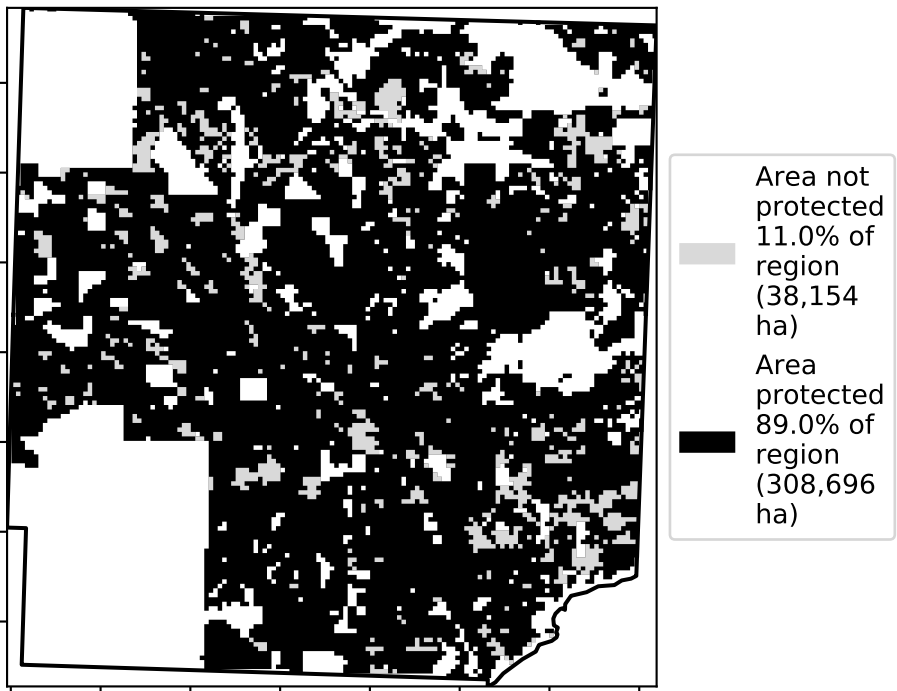 Area not
protected
11.0% of
region
(38,154
ha)
Area
protected
89.0% of
region
(308,696
ha)